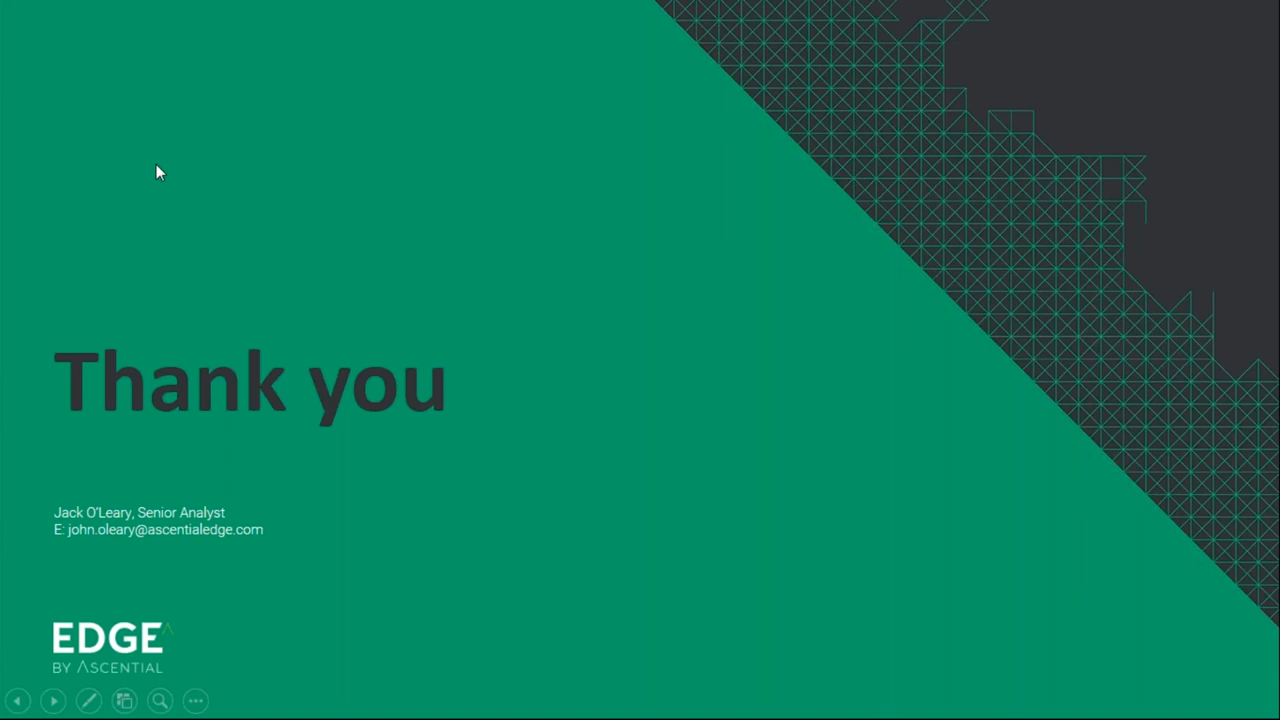 Thank you
Jack O'Leary, Senior Analyst
E: john.oleary@ascentialedge.com
EDGE^
BY ASCENTIAL